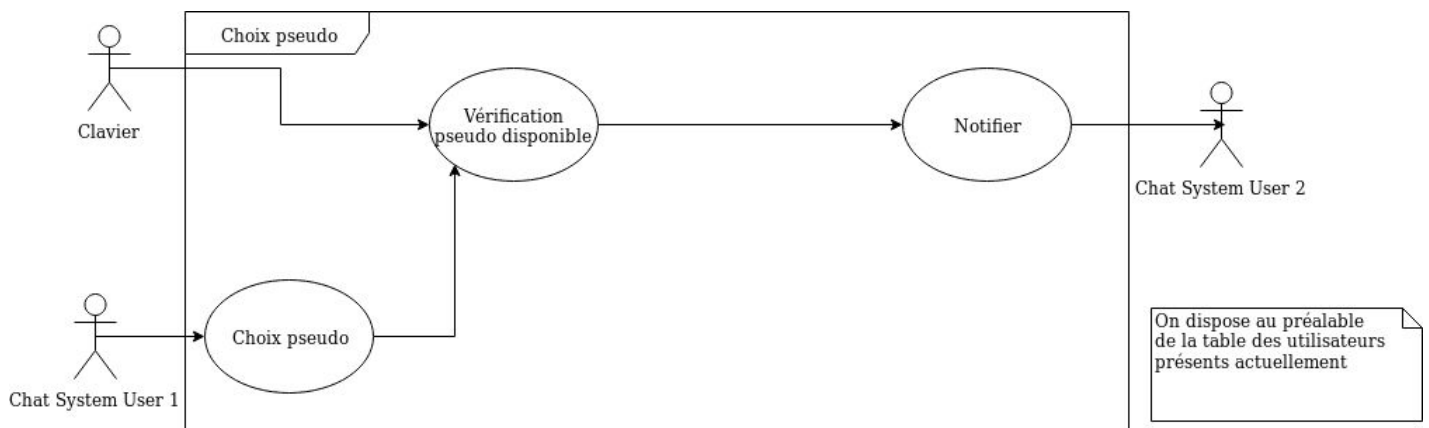 Choix pseudo
Clavier
Vérification
pseudo disponible
Notifier
Chat System User 2
Choix pseudo
Chat System User 1
On dispose au préalable
de la table des utilisateurs
présents actuellement